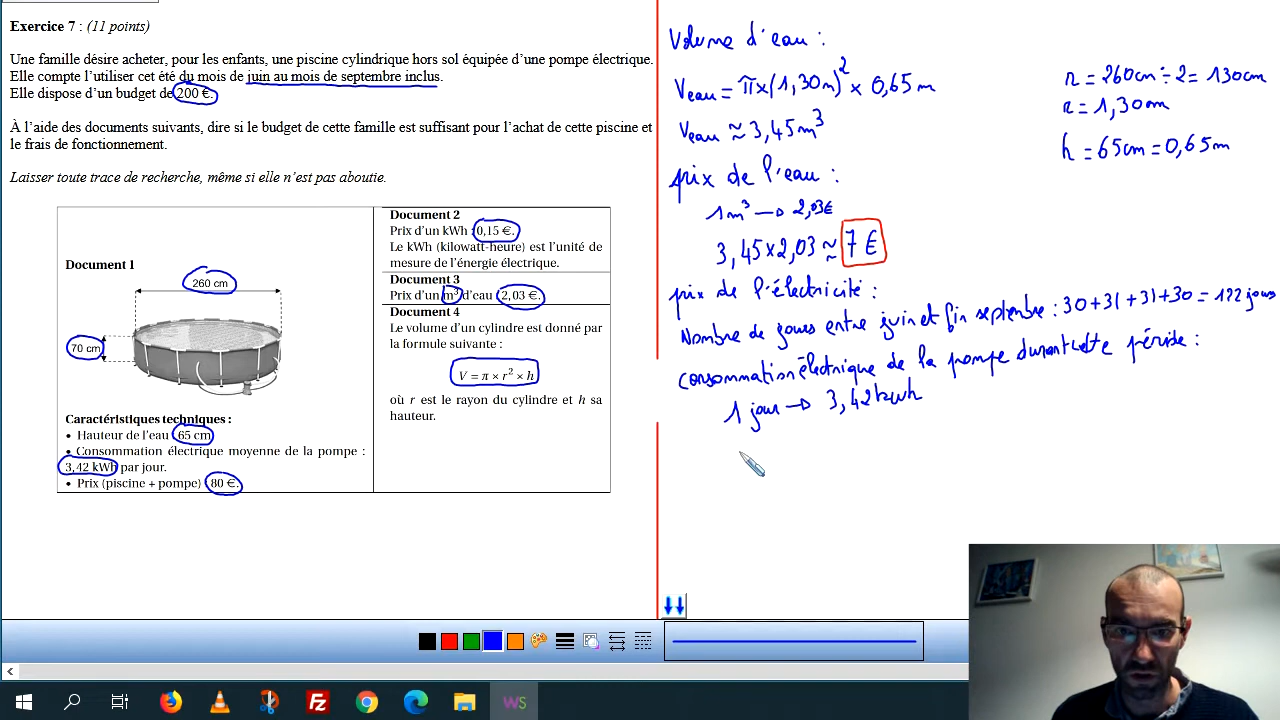 Exercice 7 : (11 points)
Une famille désire acheter, pour les enfants, une piscine cylindrique hors sol équipée d'une pompe électrique.
Elle compte l'utiliser cet été du mois de juin au mois de septembre inclus.
Elle dispose d'un budget de 200 €.
À l'aide des documents suivants, dire si le budget de cette famille est suffisant pour l'achat de cette piscine et
le frais de fonctionnement.
Laisser toute trace de recherche, même si elle n'est pas aboutie.
Document 1
260 cm
70 cm
Caractéristiques techniques :
• Hauteur de l'eau : 65 cm
• Consommation électrique moyenne de la pompe :
3,42 kWh par jour.
• Prix (piscine + pompe) : 80 €.
Document 2
Prix d'un kWh : 0,15 €.
Le kWh (kilowatt-heure) est l'unité de
mesure de l'énergie électrique.
Document 3
Prix d'un m³ d'eau : 2,03 €.
Document 4
Le volume d'un cylindre est donné par
la formule suivante :
V = π × r² × h
où r est le rayon du cylindre et h sa
hauteur.
Volume d'eau :
Veau = π × (1,30m)² × 0,65 m
Veau ≈ 3,45 m³
r = 260cm ÷ 2 = 130cm
r = 1,30m
h = 65cm = 0,65m
prix de l'eau :
1m³ → 2,03€
3,45 × 2,03 ≈ 7 €
prix de l'électricité :
Nombre de jours entre juin et fin septembre : 30 + 31 + 31 + 30 = 122 jours
consommation électrique de la pompe durant cette période :
1 jour → 3,42 kWh
WS